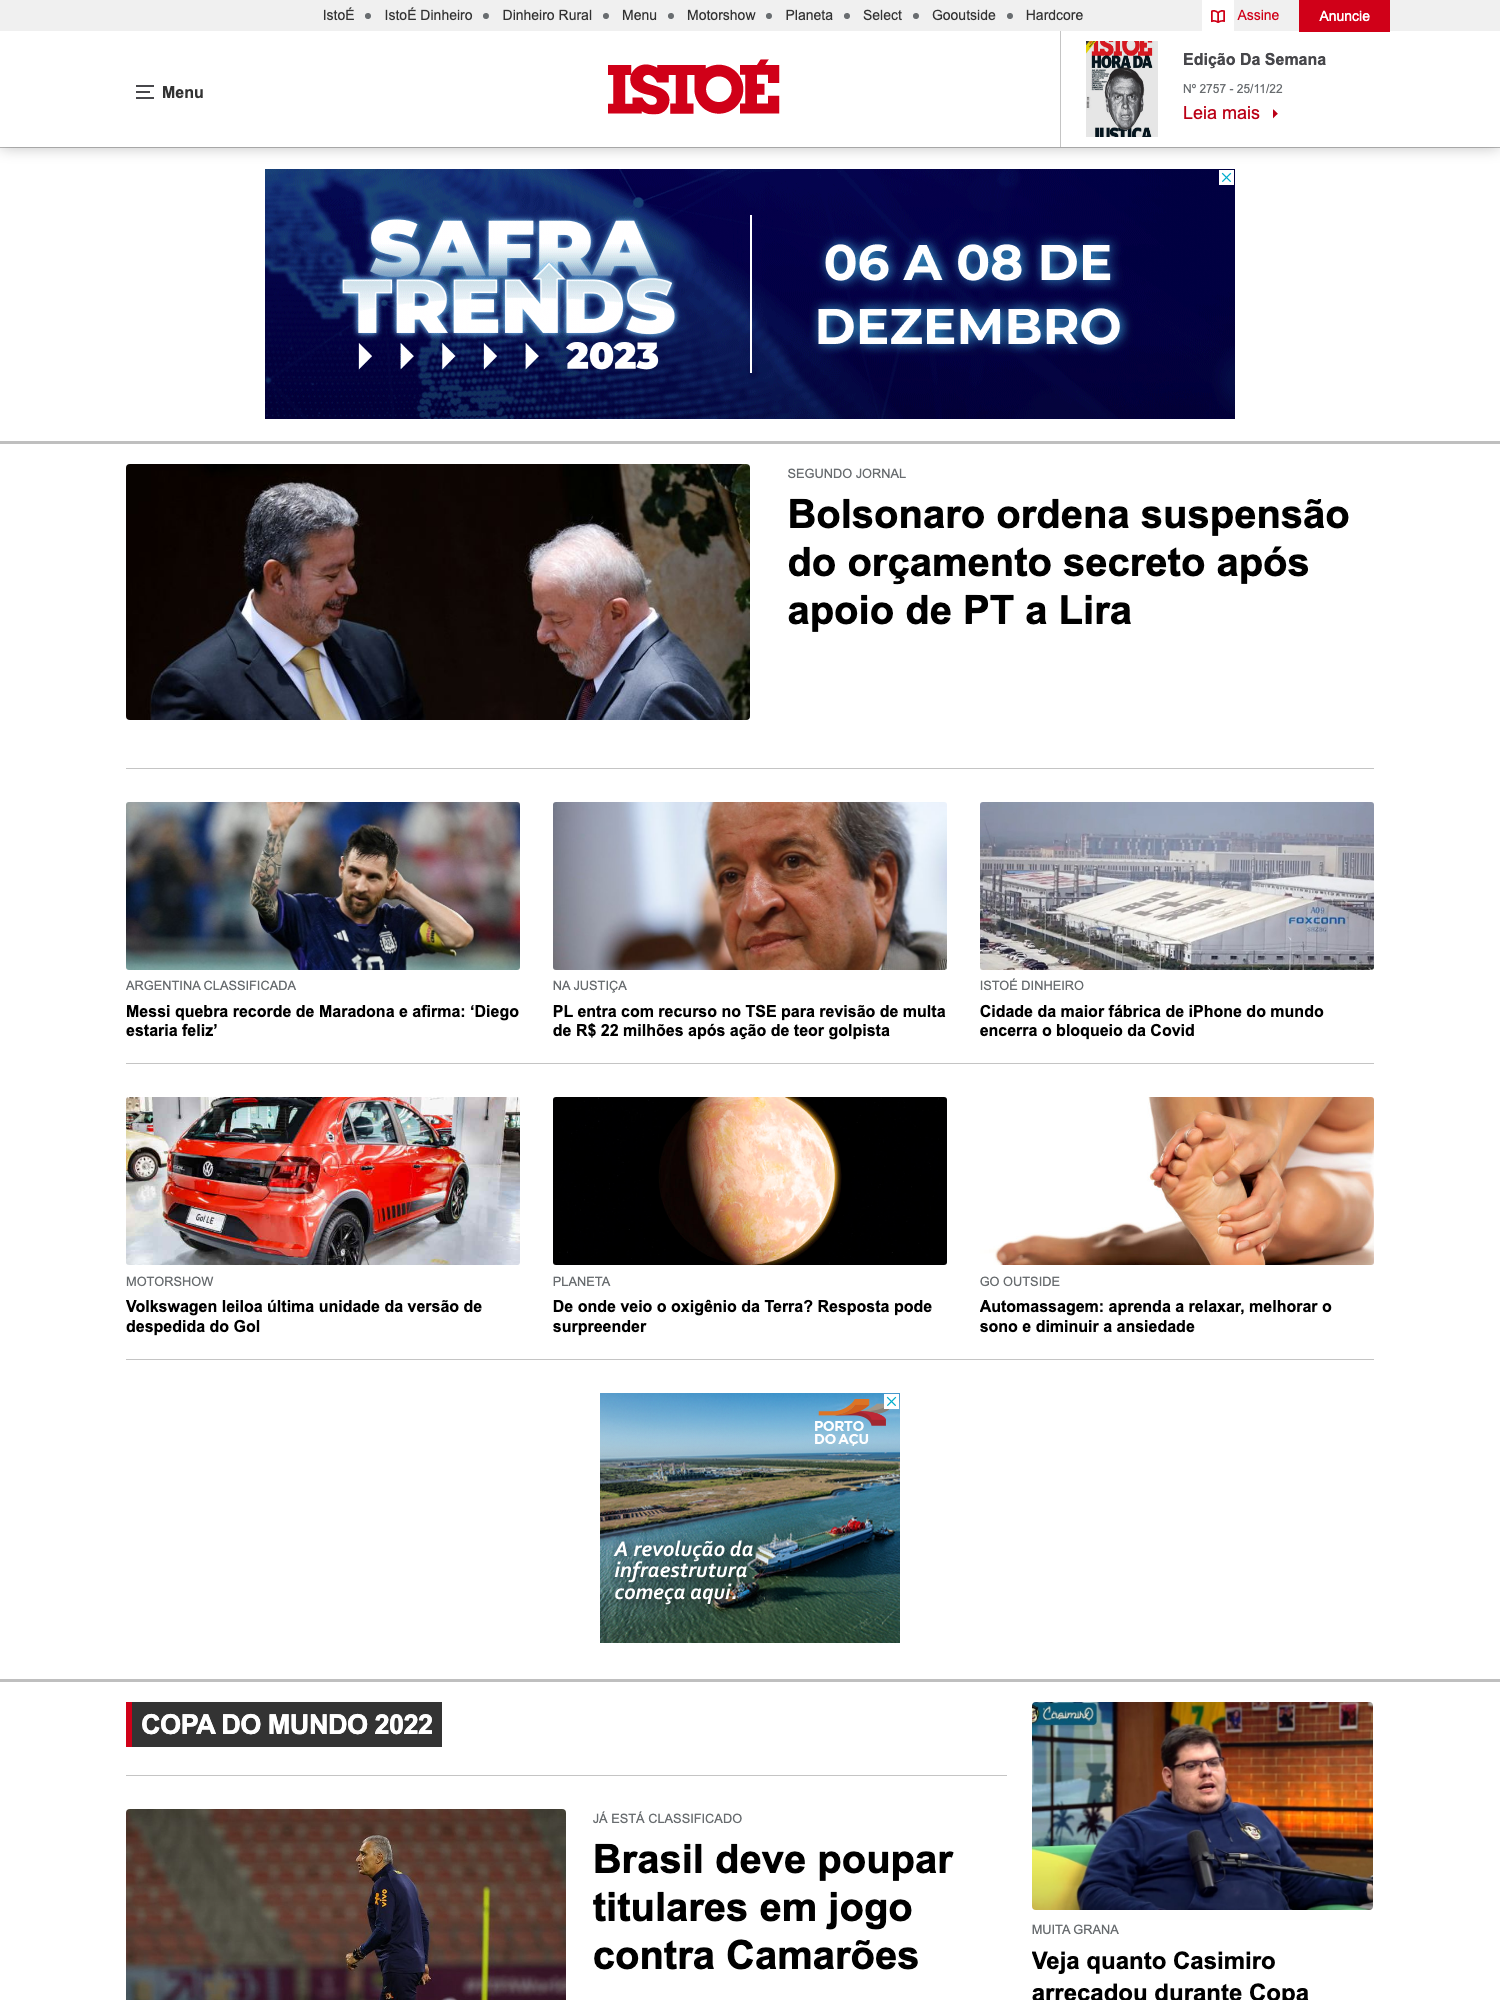 IstoÉ • IstoÉ Dinheiro • Dinheiro Rural • Menu • Motorshow • Planeta • Select • Gooutside • Hardcore
Assine
Anuncie
Menu
ISTOÉ
ISTOÉ
HORA DA
JUSTIÇA
Edição Da Semana
Nº 2757 - 25/11/22
Leia mais
SAFRA
TRENDS
2023
06 A 08 DE
DEZEMBRO
SEGUNDO JORNAL
Bolsonaro ordena suspensão
do orçamento secreto após
apoio de PT a Lira
10
FOXCONN
ARGENTINA CLASSIFICADA
Messi quebra recorde de Maradona e afirma: ‘Diego
estaria feliz’
NA JUSTIÇA
PL entra com recurso no TSE para revisão de multa
de R$ 22 milhões após ação de teor golpista
ISTOÉ DINHEIRO
Cidade da maior fábrica de iPhone do mundo
encerra o bloqueio da Covid
Gol LE
MOTORSHOW
Volkswagen leiloa última unidade da versão de
despedida do Gol
PLANETA
De onde veio o oxigênio da Terra? Resposta pode
surpreender
GO OUTSIDE
Automassagem: aprenda a relaxar, melhorar o
sono e diminuir a ansiedade
PORTO
DO AÇU
A revolução da
infraestrutura
começa aqui.
COPA DO MUNDO 2022
vivo
JÁ ESTÁ CLASSIFICADO
Brasil deve poupar
titulares em jogo
contra Camarões
Casimiro
7
MUITA GRANA
Veja quanto Casimiro
arrecadou durante Copa